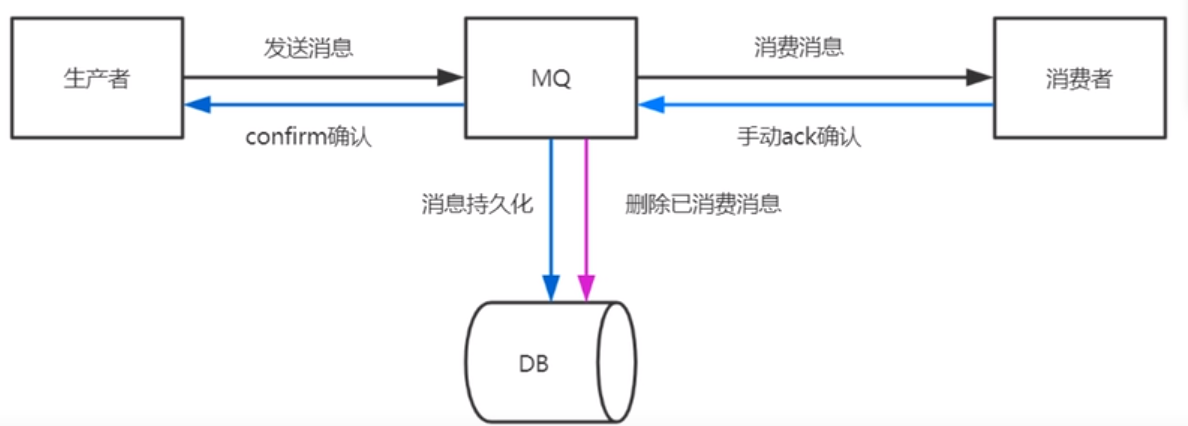 发送消息
消费消息
生产者
MQ
消费者
confirm确认
手动ack确认
消息持久化
删除已消费消息
DB